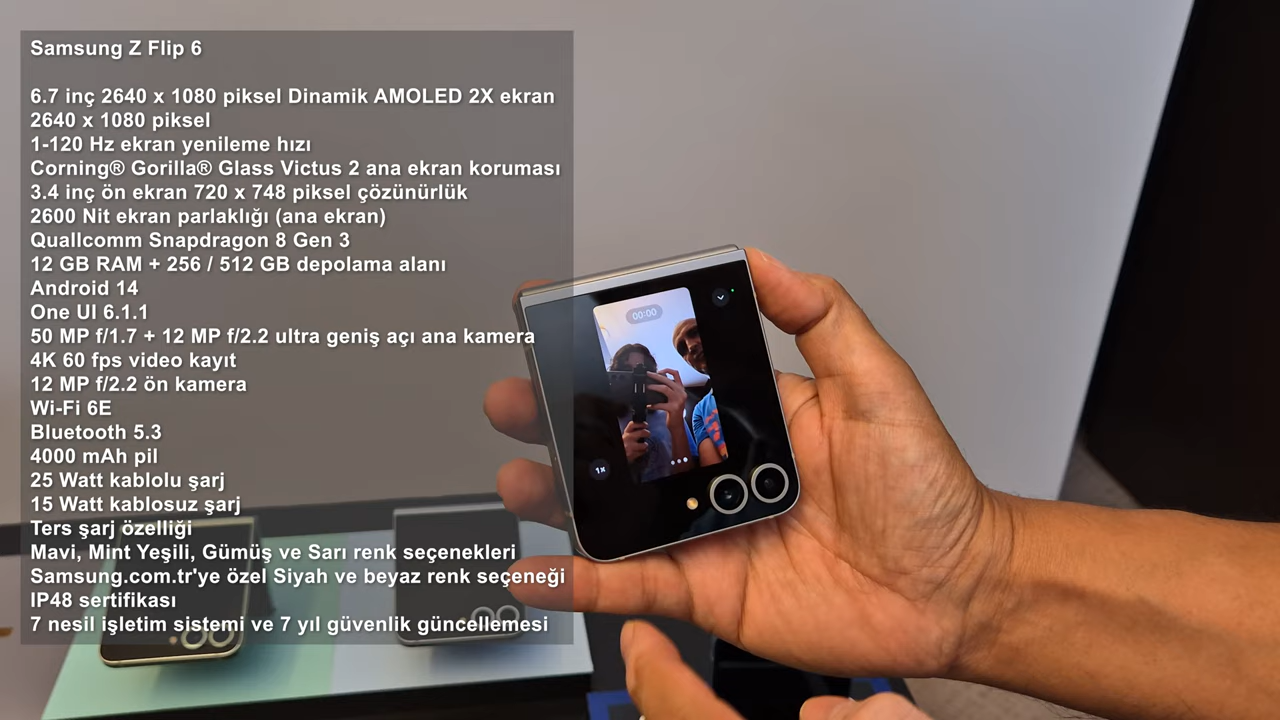 Samsung Z Flip 6
6.7 inç 2640 x 1080 piksel Dinamik AMOLED 2X ekran
2640 x 1080 piksel
1-120 Hz ekran yenileme hızı
Corning® Gorilla® Glass Victus 2 ana ekran koruması
3.4 inç ön ekran 720 x 748 piksel çözünürlük
2600 Nit ekran parlaklığı (ana ekran)
Quallcomm Snapdragon 8 Gen 3
12 GB RAM + 256 / 512 GB depolama alanı
Android 14
One UI 6.1.1
50 MP f/1.7 + 12 MP f/2.2 ultra geniş açı ana kamera
4K 60 fps video kayıt
12 MP f/2.2 ön kamera
Wi-Fi 6E
Bluetooth 5.3
4000 mAh pil
25 Watt kablolu şarj
15 Watt kablosuz şarj
Ters şarj özelliği
Mavi, Mint Yeşili, Gümüş ve Sarı renk seçenekleri
Samsung.com.tr'ye özel Siyah ve beyaz renk seçeneği
IP48 sertifikası
7 nesil işletim sistemi ve 7 yıl güvenlik güncellemesi
00:00
1x